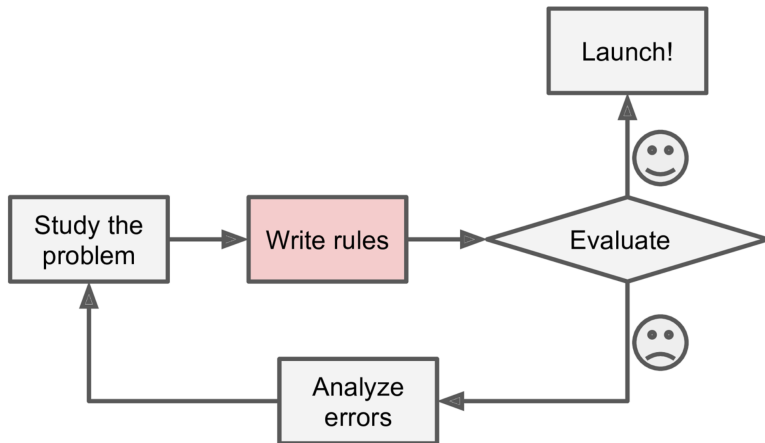 Launch!
Study the
problem
Write rules
Evaluate
Analyze
errors